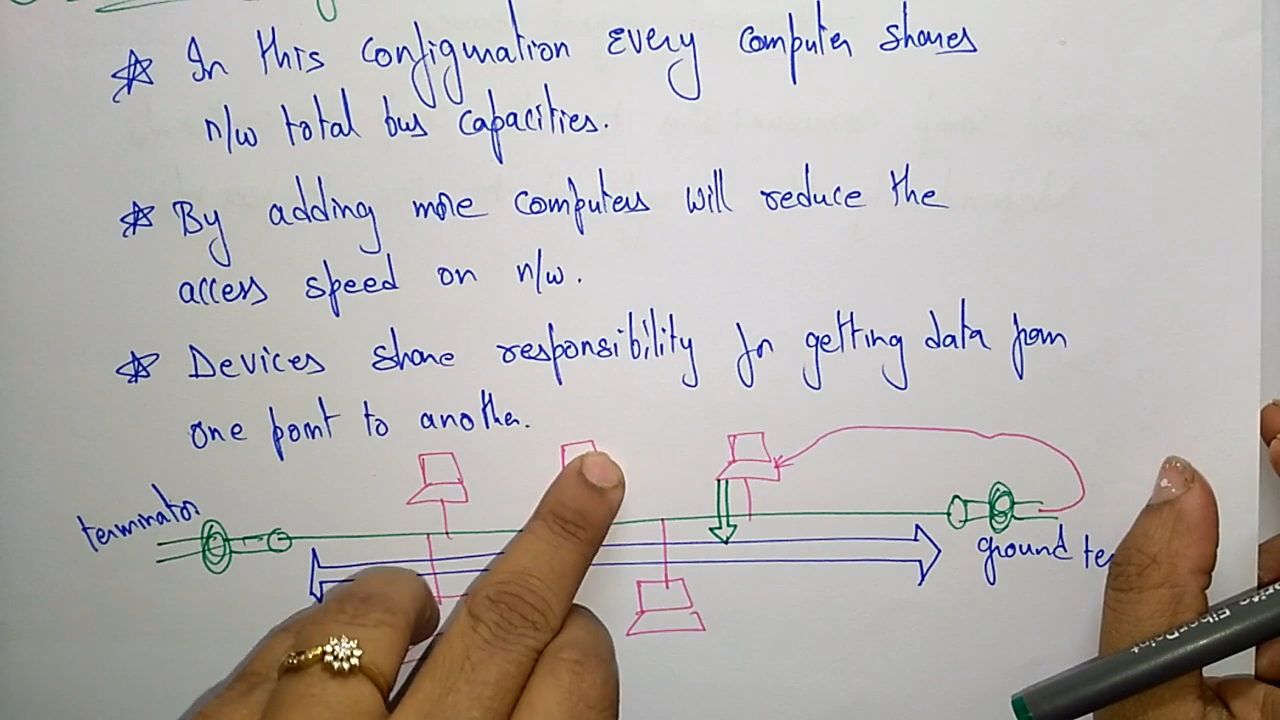 ☆ In this configuration every computer shares
n/w total bus capacities.
☆ By adding more computers will reduce the
access speed on n/w.
☆ Devices share responsibility for getting data from
one point to another.
terminator
ground te